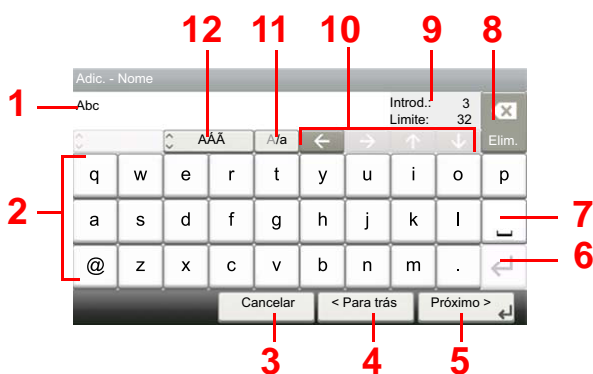 12 11 10 9 8
Adic. - Nome
1 Abc Introd.: 3
Limite: 32
AÁÃ A/a ← → ↑ ↓ Elim.
q w e r t y u i o p
2 a s d f g h j k l 7
@ z x c v b n m . 6
Cancelar < Para trás Próximo >
3 4 5